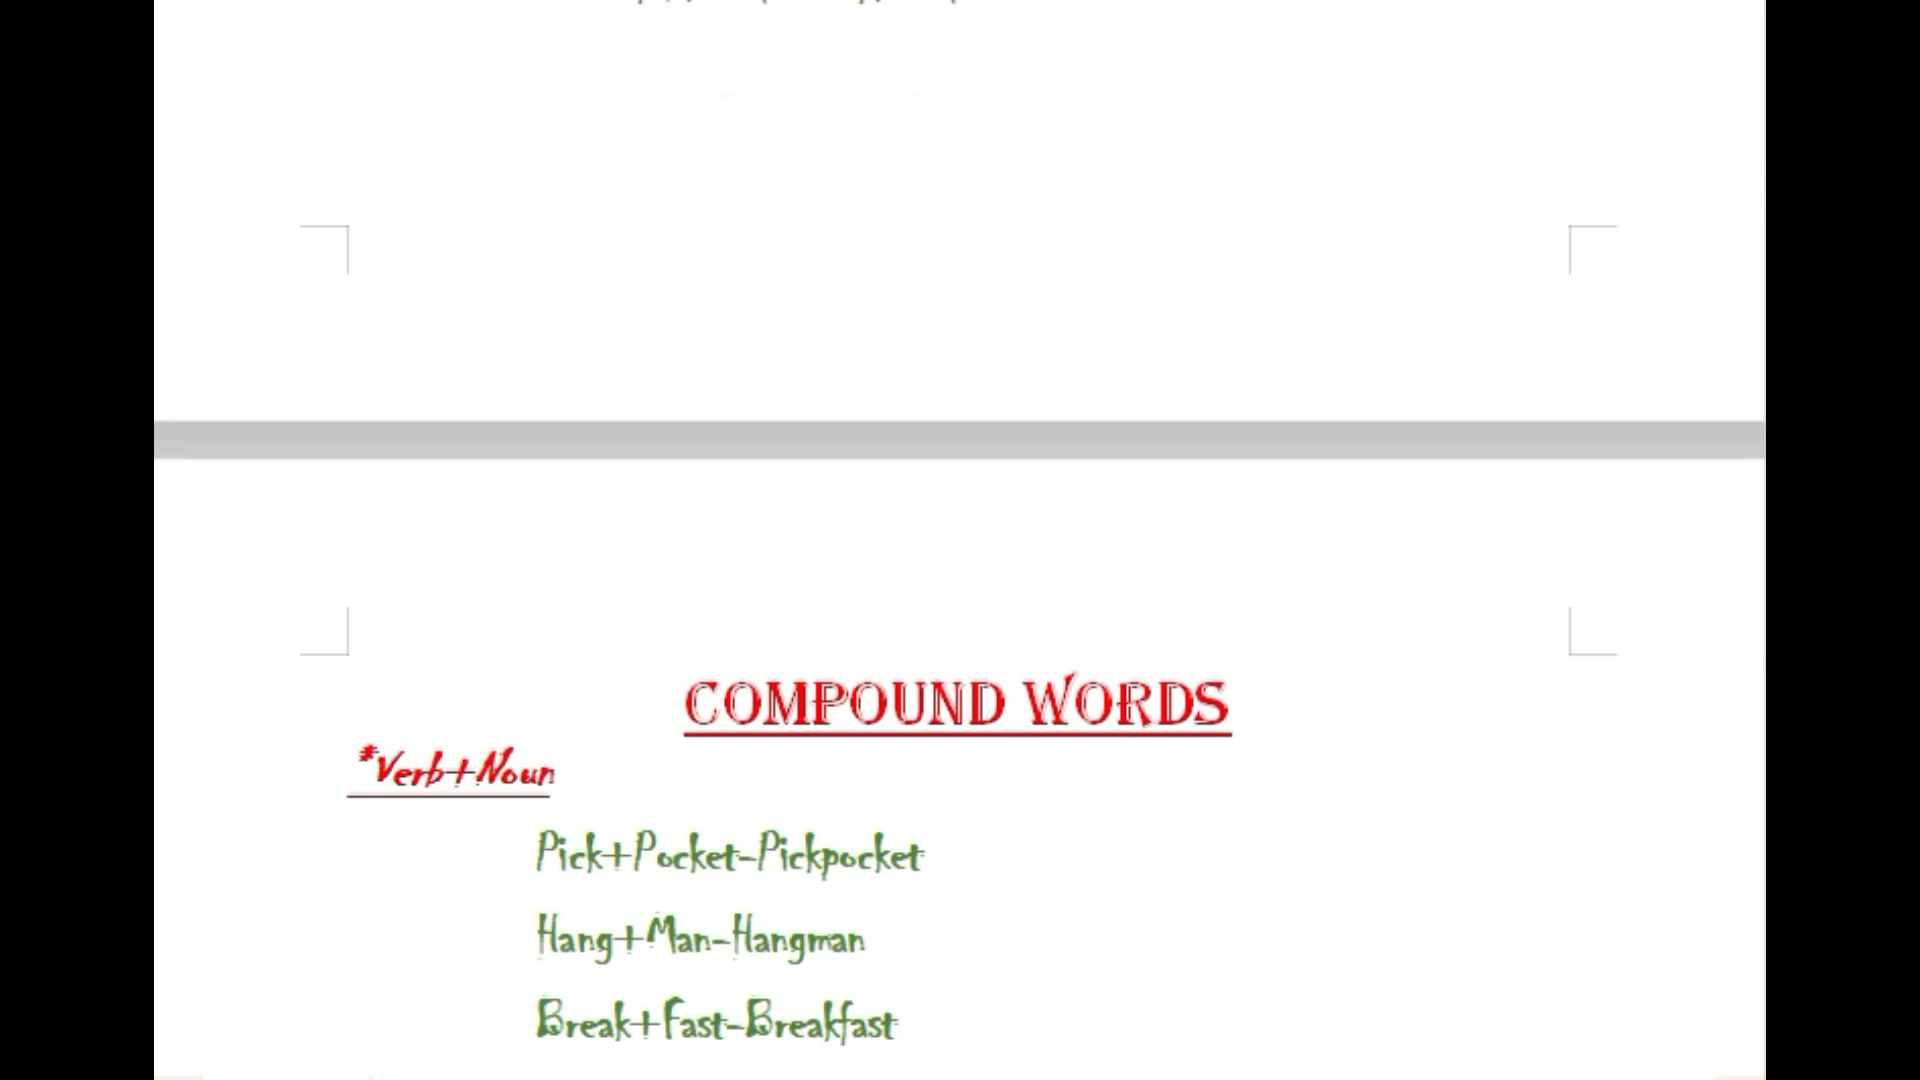 COMPOUND WORDS
*Verb+Noun
Pick+Pocket-Pickpocket
Hang+Man-Hangman
Break+Fast-Breakfast